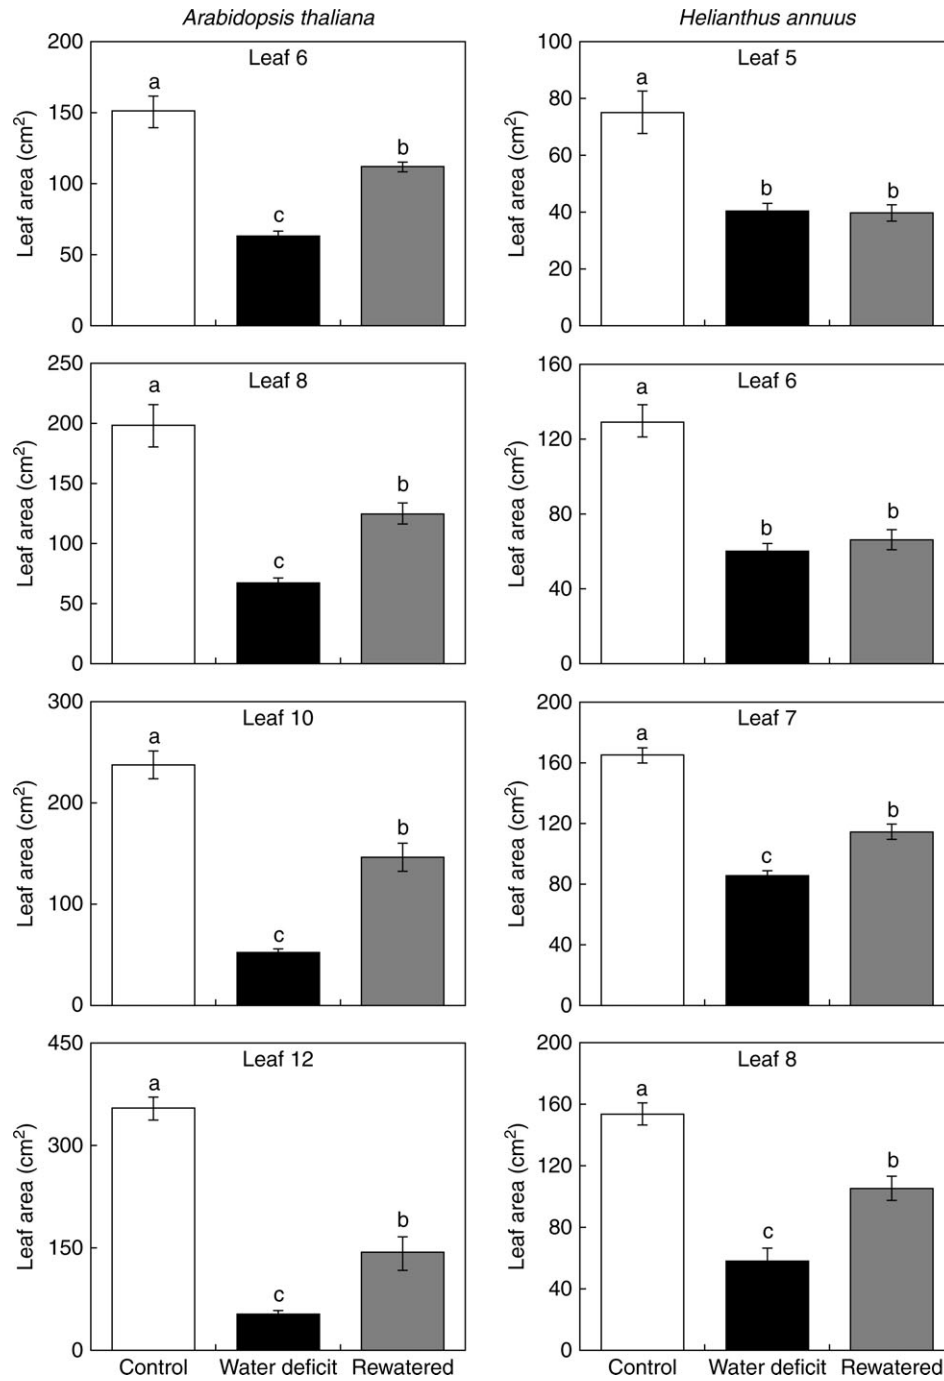 Arabidopsis thaliana
Helianthus annuus
Leaf 6
Leaf area (cm²)
200
150
100
50
0
a
c
b
Leaf 5
Leaf area (cm²)
100
80
60
40
20
0
a
b
b
Leaf 8
Leaf area (cm²)
250
200
150
100
50
0
a
c
b
Leaf 6
Leaf area (cm²)
160
120
80
40
0
a
b
b
Leaf 10
Leaf area (cm²)
300
200
100
0
a
c
b
Leaf 7
Leaf area (cm²)
200
160
120
80
40
0
a
c
b
Leaf 12
Leaf area (cm²)
450
300
150
0
a
c
b
Control
Water deficit
Rewatered
Leaf 8
Leaf area (cm²)
200
160
120
80
40
0
a
c
b
Control
Water deficit
Rewatered